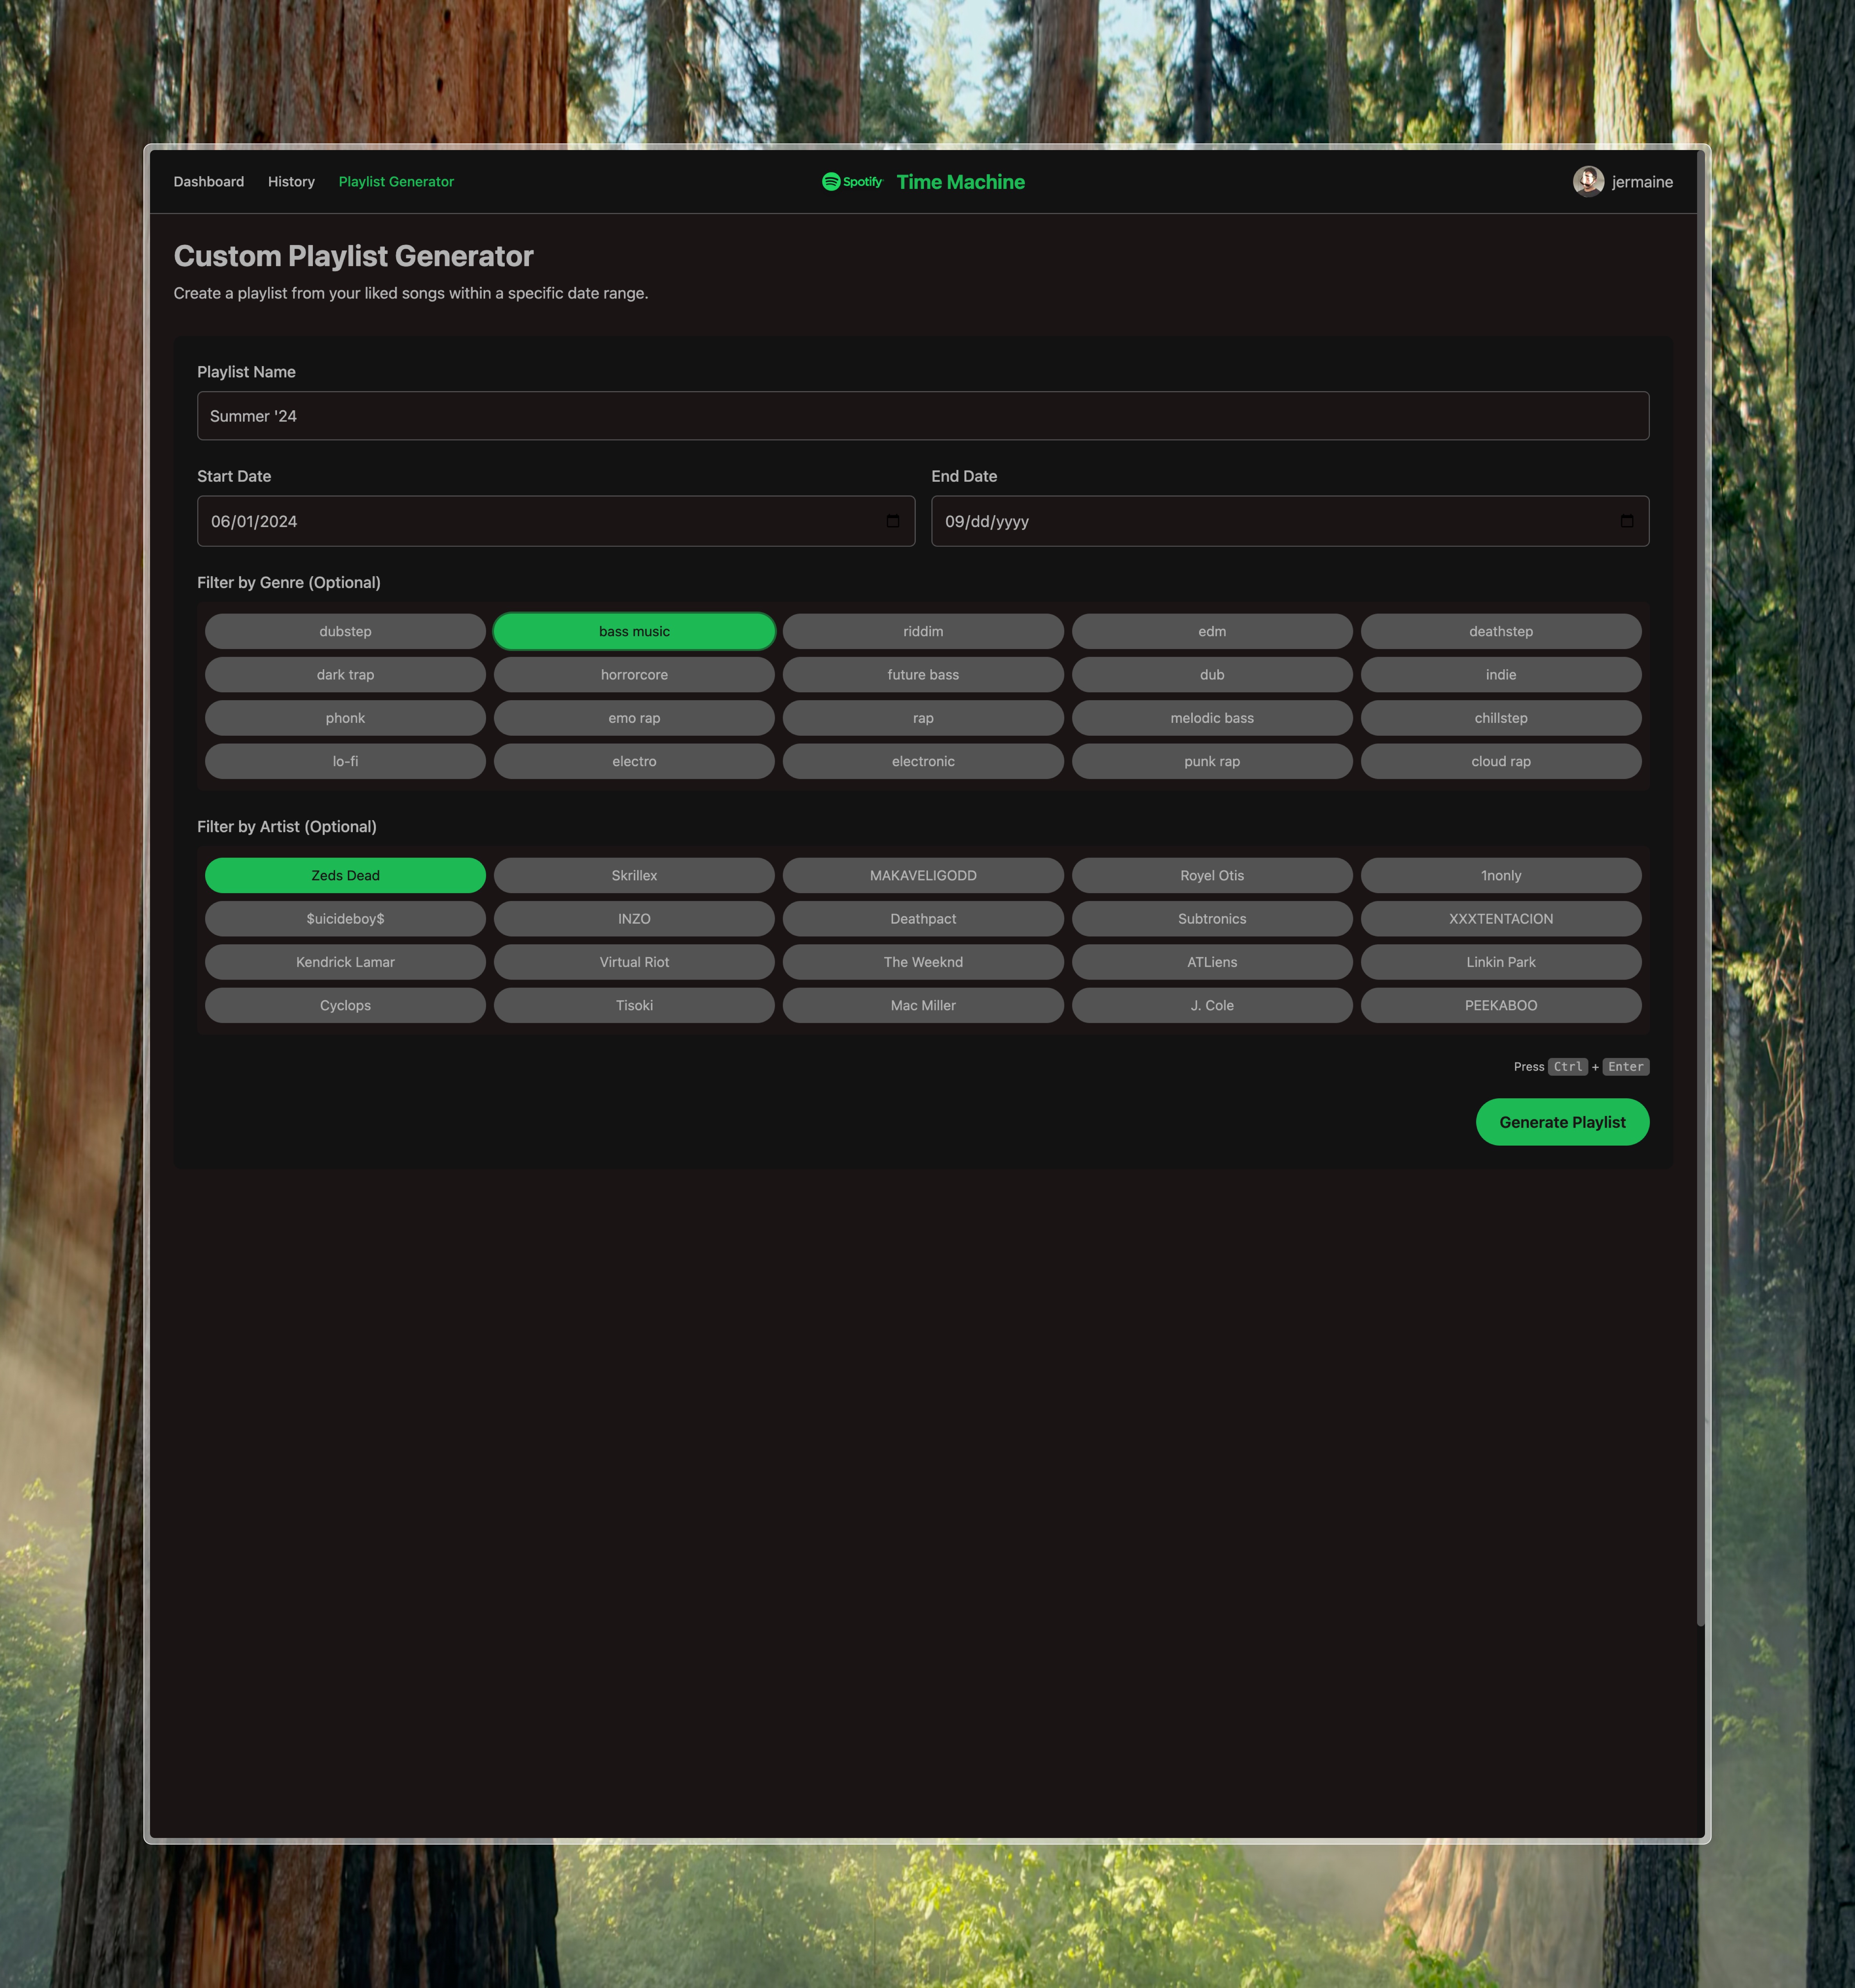 Dashboard History Playlist Generator Spotify Time Machine jermaine
Custom Playlist Generator
Create a playlist from your liked songs within a specific date range.
Playlist Name
Summer '24
Start Date End Date
06/01/2024 09/dd/yyyy
Filter by Genre (Optional)
dubstep bass music riddim edm deathstep
dark trap horrorcore future bass dub indie
phonk emo rap rap melodic bass chillstep
lo-fi electro electronic punk rap cloud rap
Filter by Artist (Optional)
Zeds Dead Skrillex MAKAVELIGODD Royel Otis 1nonly
$uicideboy$ INZO Deathpact Subtronics XXXTENTACION
Kendrick Lamar Virtual Riot The Weeknd ATLiens Linkin Park
Cyclops Tisoki Mac Miller J. Cole PEEKABOO
Press Ctrl + Enter
Generate Playlist